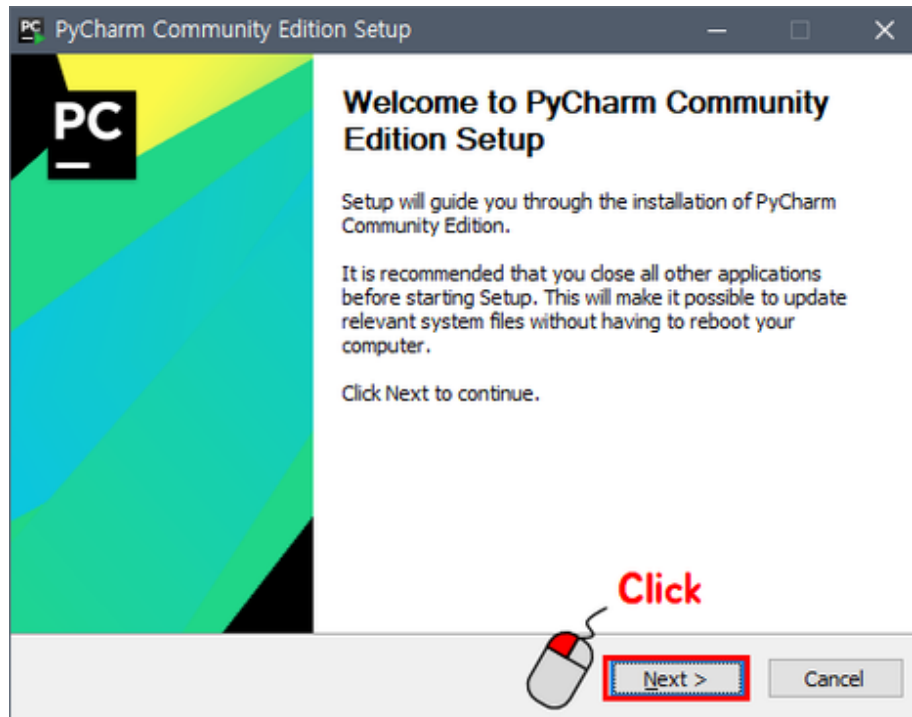 PyCharm Community Edition Setup
PC
Welcome to PyCharm Community
Edition Setup
Setup will guide you through the installation of PyCharm
Community Edition.
It is recommended that you close all other applications
before starting Setup. This will make it possible to update
relevant system files without having to reboot your
computer.
Click Next to continue.
Click
Next >
Cancel